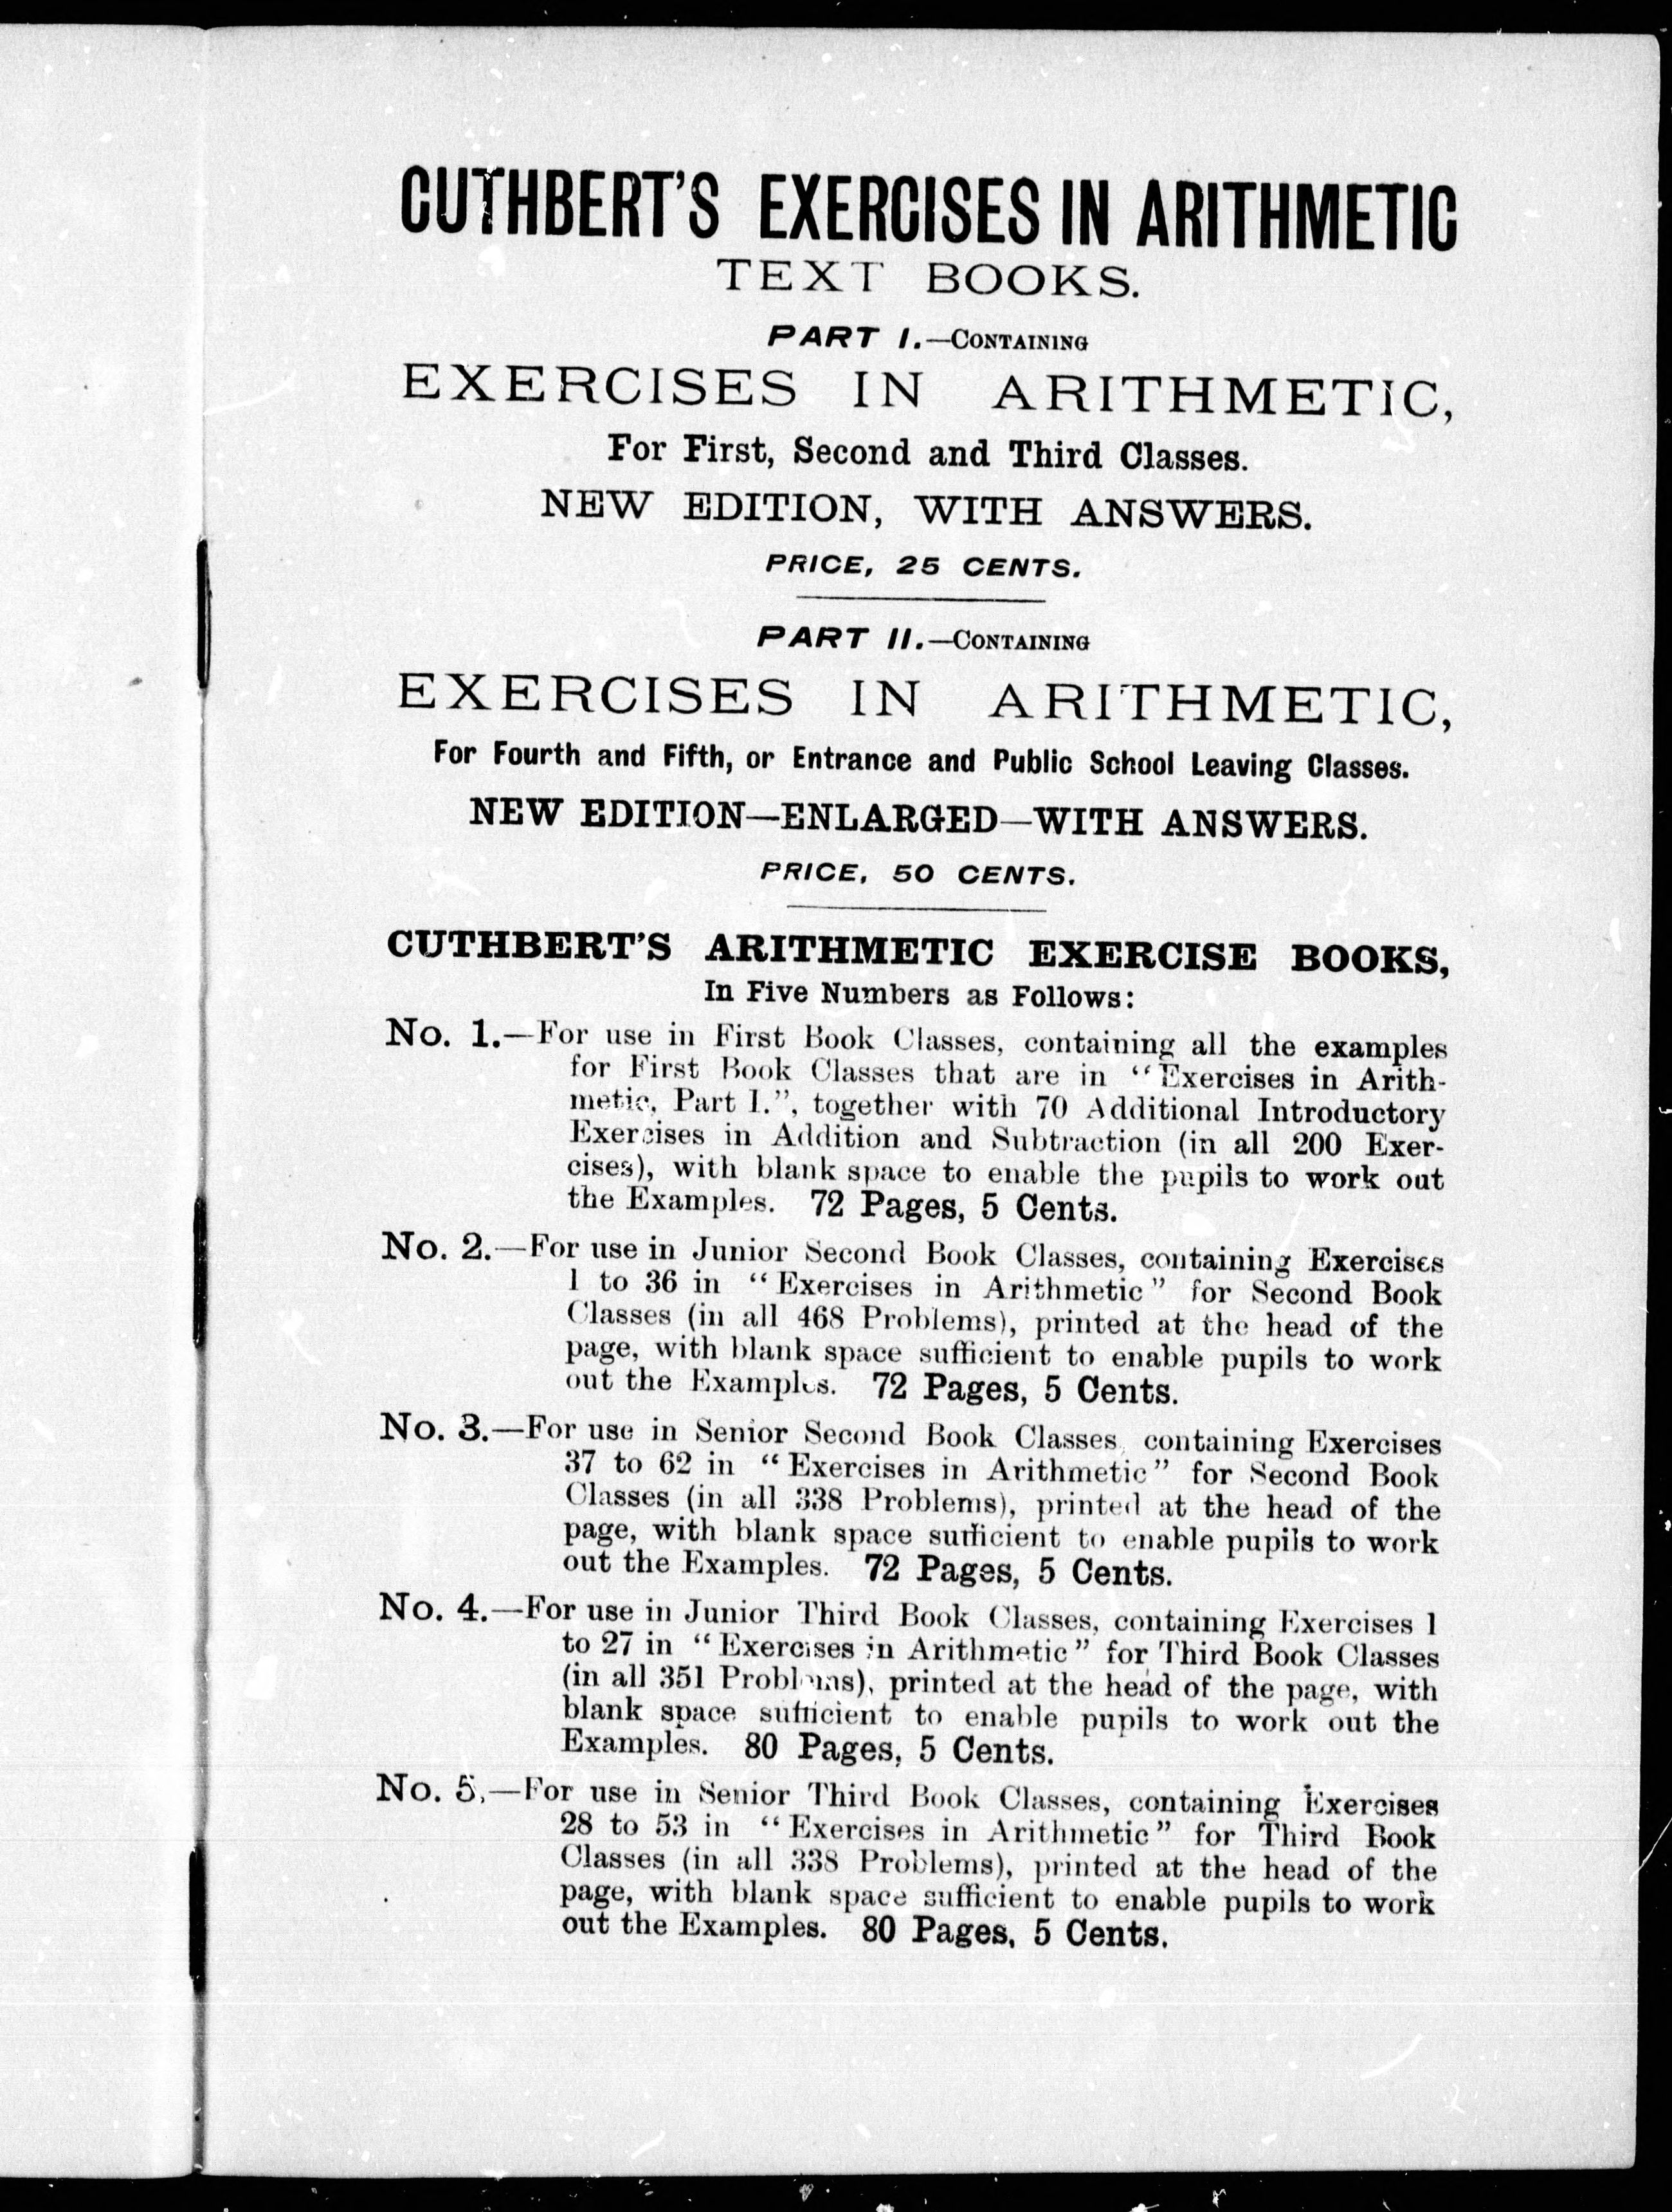 CUTHBERT'S EXERCISES IN ARITHMETIC
TEXT BOOKS.
PART I.—CONTAINING
EXERCISES IN ARITHMETIC,
For First, Second and Third Classes.
NEW EDITION, WITH ANSWERS.
PRICE, 25 CENTS.
PART II.—CONTAINING
EXERCISES IN ARITHMETIC,
For Fourth and Fifth, or Entrance and Public School Leaving Classes.
NEW EDITION—ENLARGED—WITH ANSWERS.
PRICE, 50 CENTS.
CUTHBERT'S ARITHMETIC EXERCISE BOOKS,
In Five Numbers as Follows:
No. 1.—For use in First Book Classes, containing all the examples
for First Book Classes that are in "Exercises in Arith-
metic, Part I.", together with 70 Additional Introductory
Exercises in Addition and Subtraction (in all 200 Exer-
cises), with blank space to enable the pupils to work out
the Examples. 72 Pages, 5 Cents.
No. 2.—For use in Junior Second Book Classes, containing Exercises
1 to 36 in "Exercises in Arithmetic" for Second Book
Classes (in all 468 Problems), printed at the head of the
page, with blank space sufficient to enable pupils to work
out the Examples. 72 Pages, 5 Cents.
No. 3.—For use in Senior Second Book Classes, containing Exercises
37 to 62 in "Exercises in Arithmetic" for Second Book
Classes (in all 338 Problems), printed at the head of the
page, with blank space sufficient to enable pupils to work
out the Examples. 72 Pages, 5 Cents.
No. 4.—For use in Junior Third Book Classes, containing Exercises 1
to 27 in "Exercises in Arithmetic" for Third Book Classes
(in all 351 Problems), printed at the head of the page, with
blank space sufficient to enable pupils to work out the
Examples. 80 Pages, 5 Cents.
No. 5.—For use in Senior Third Book Classes, containing Exercises
28 to 53 in "Exercises in Arithmetic" for Third Book
Classes (in all 338 Problems), printed at the head of the
page, with blank space sufficient to enable pupils to work
out the Examples. 80 Pages, 5 Cents.